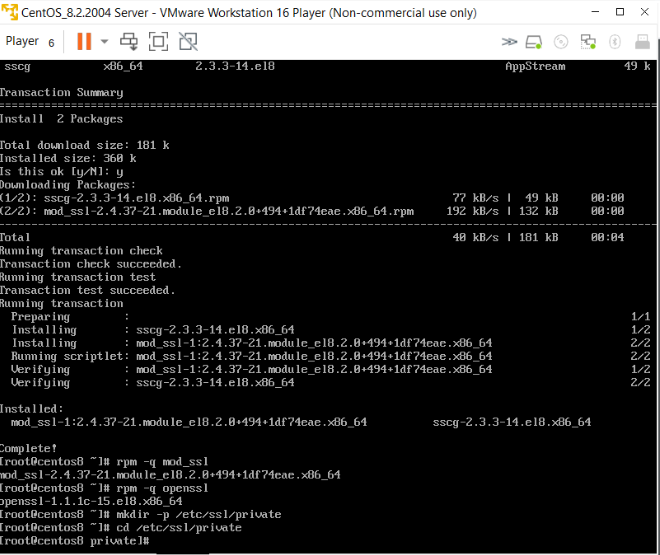 CentOS_8.2.2004 Server - VMware Workstation 16 Player (Non-commercial use only)
Player 6
sscg x86_64 2.3.3-14.el8 AppStream 49 k
Transaction Summary
================================================================================
Install 2 Packages
Total download size: 181 k
Installed size: 360 k
Is this ok [y/N]: y
Downloading Packages:
(1/2): sscg-2.3.3-14.el8.x86_64.rpm 77 kB/s | 49 kB 00:00
(2/2): mod_ssl-2.4.37-21.module_el8.2.0+494+1df74eae.x86_64.rpm 192 kB/s | 132 kB 00:00
--------------------------------------------------------------------------------
Total 40 kB/s | 181 kB 00:04
Running transaction check
Transaction check succeeded.
Running transaction test
Transaction test succeeded.
Running transaction
Preparing : 1/1
Installing : sscg-2.3.3-14.el8.x86_64 1/2
Installing : mod_ssl-1:2.4.37-21.module_el8.2.0+494+1df74eae.x86_64 2/2
Running scriptlet: mod_ssl-1:2.4.37-21.module_el8.2.0+494+1df74eae.x86_64 2/2
Verifying : mod_ssl-1:2.4.37-21.module_el8.2.0+494+1df74eae.x86_64 1/2
Verifying : sscg-2.3.3-14.el8.x86_64 2/2
Installed:
mod_ssl-1:2.4.37-21.module_el8.2.0+494+1df74eae.x86_64 sscg-2.3.3-14.el8.x86_64
Complete!
[root@centos8 ~]# rpm -q mod_ssl
mod_ssl-2.4.37-21.module_el8.2.0+494+1df74eae.x86_64
[root@centos8 ~]# rpm -q openssl
openssl-1.1.1c-15.el8.x86_64
[root@centos8 ~]# mkdir -p /etc/ssl/private
[root@centos8 ~]# cd /etc/ssl/private
[root@centos8 private]#